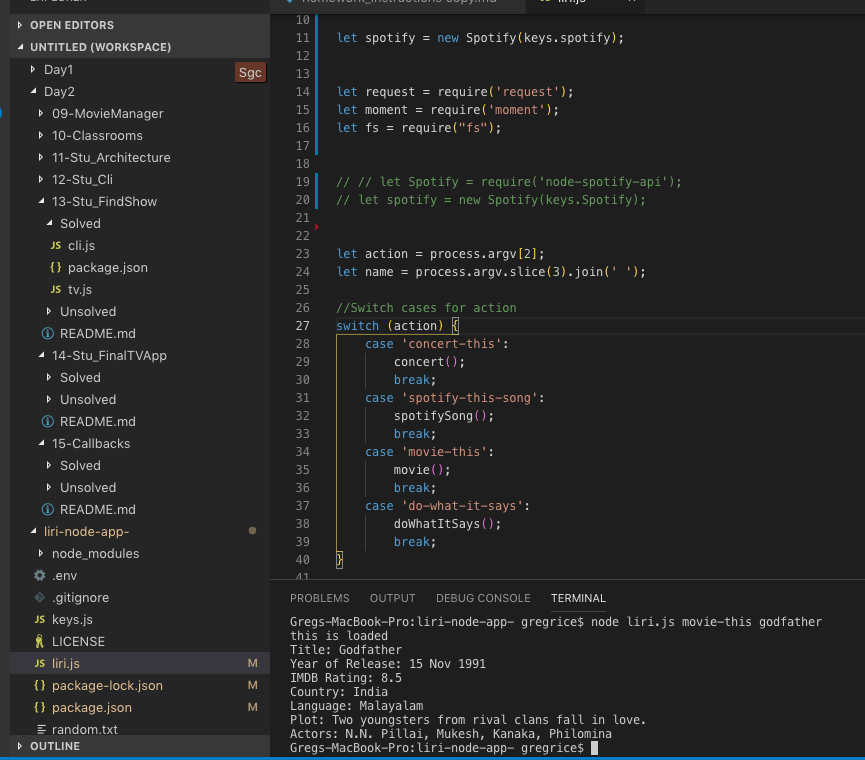 OPEN EDITORS
UNTITLED (WORKSPACE)
Day1
Sgc
Day2
09-MovieManager
10-Classrooms
11-Stu_Architecture
12-Stu_Cli
13-Stu_FindShow
Solved
JS cli.js
{} package.json
JS tv.js
Unsolved
README.md
14-Stu_FinalTVApp
Solved
Unsolved
README.md
15-Callbacks
Solved
Unsolved
README.md
liri-node-app-
node_modules
.env
.gitignore
JS keys.js
LICENSE
JS liri.js M
{} package-lock.json M
{} package.json M
random.txt
OUTLINE
homework_instructions copy.md
liri.js
10
11 let spotify = new Spotify(keys.spotify);
12
13
14 let request = require('request');
15 let moment = require('moment');
16 let fs = require("fs");
17
18
19 // // let Spotify = require('node-spotify-api');
20 // let spotify = new Spotify(keys.Spotify);
21
22
23 let action = process.argv[2];
24 let name = process.argv.slice(3).join(' ');
25
26 //Switch cases for action
27 switch (action) {
28 case 'concert-this':
29 concert();
30 break;
31 case 'spotify-this-song':
32 spotifySong();
33 break;
34 case 'movie-this':
35 movie();
36 break;
37 case 'do-what-it-says':
38 doWhatItSays();
39 break;
40 }
41
PROBLEMS OUTPUT DEBUG CONSOLE TERMINAL
Gregs-MacBook-Pro:liri-node-app- gregrice$ node liri.js movie-this godfather
this is loaded
Title: Godfather
Year of Release: 15 Nov 1991
IMDB Rating: 8.5
Country: India
Language: Malayalam
Plot: Two youngsters from rival clans fall in love.
Actors: N.N. Pillai, Mukesh, Kanaka, Philomina
Gregs-MacBook-Pro:liri-node-app- gregrice$